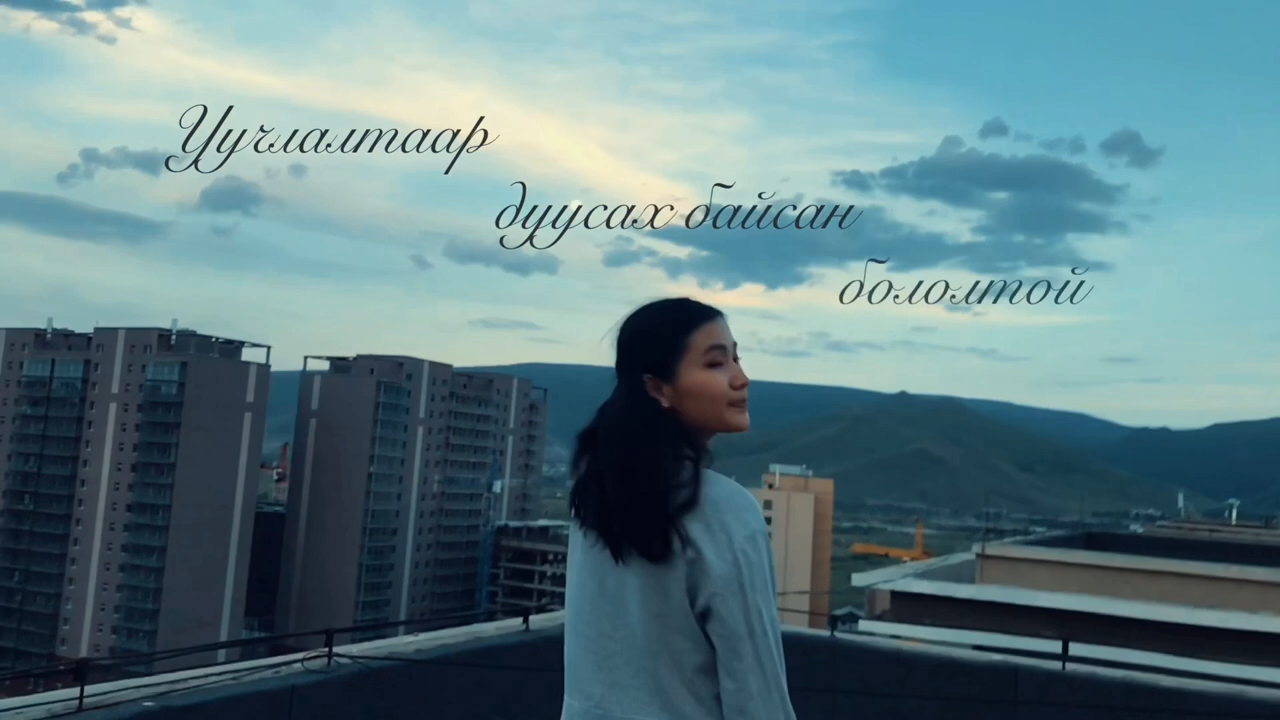 Уучлалтаар
дуусах байсан
бололтой